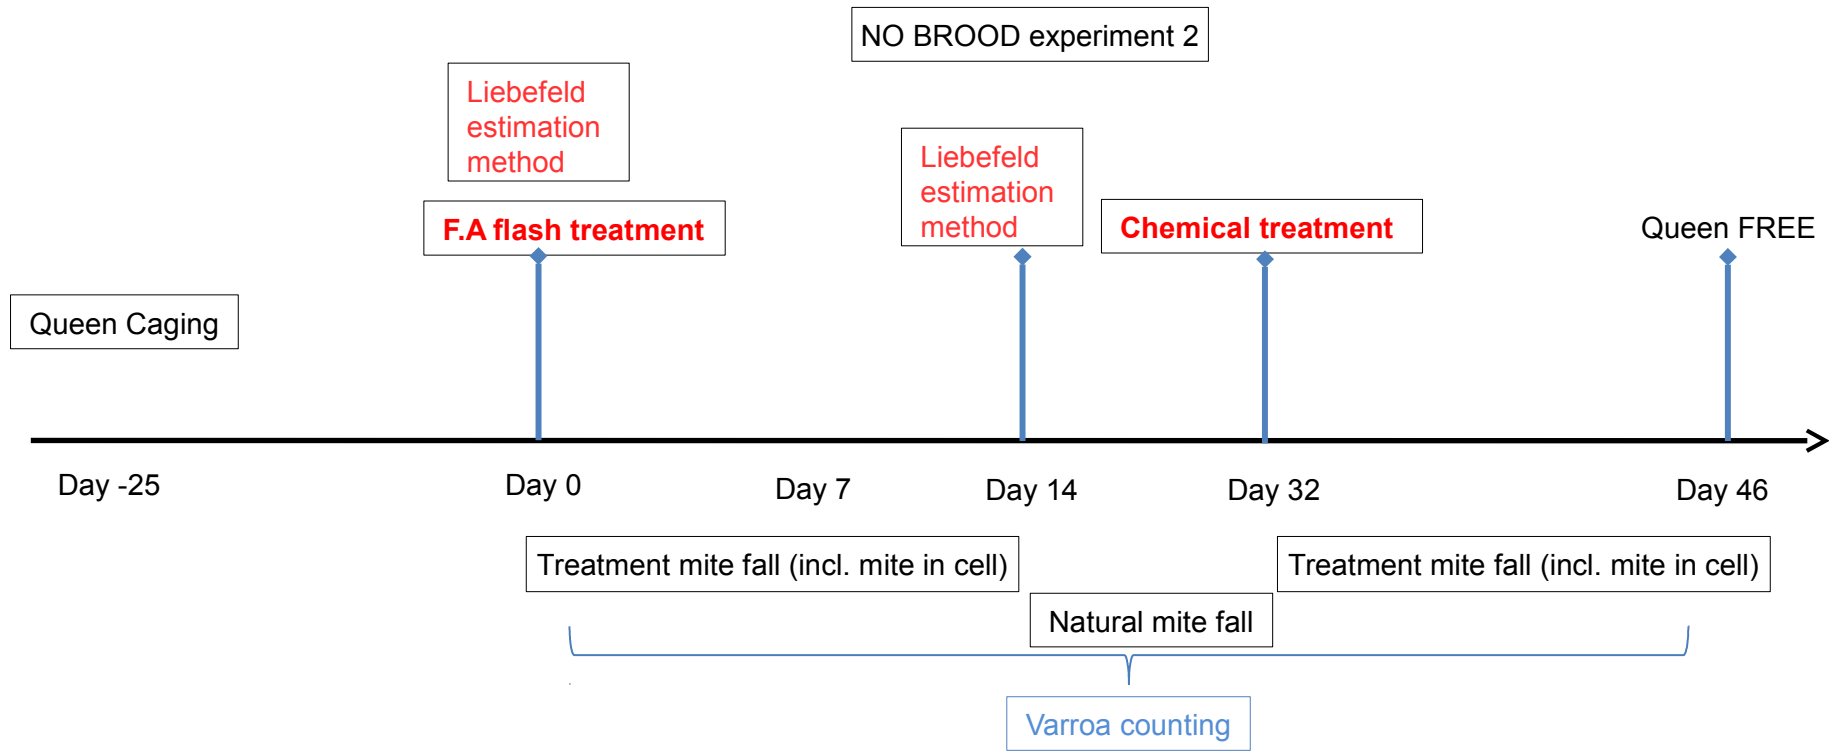 NO BROOD experiment 2
Liebefeld
estimation
method
Liebefeld
estimation
method
F.A flash treatment
Chemical treatment
Queen FREE
Queen Caging
Day -25
Day 0
Day 7
Day 14
Day 32
Day 46
Treatment mite fall (incl. mite in cell)
Treatment mite fall (incl. mite in cell)
Natural mite fall
Varroa counting